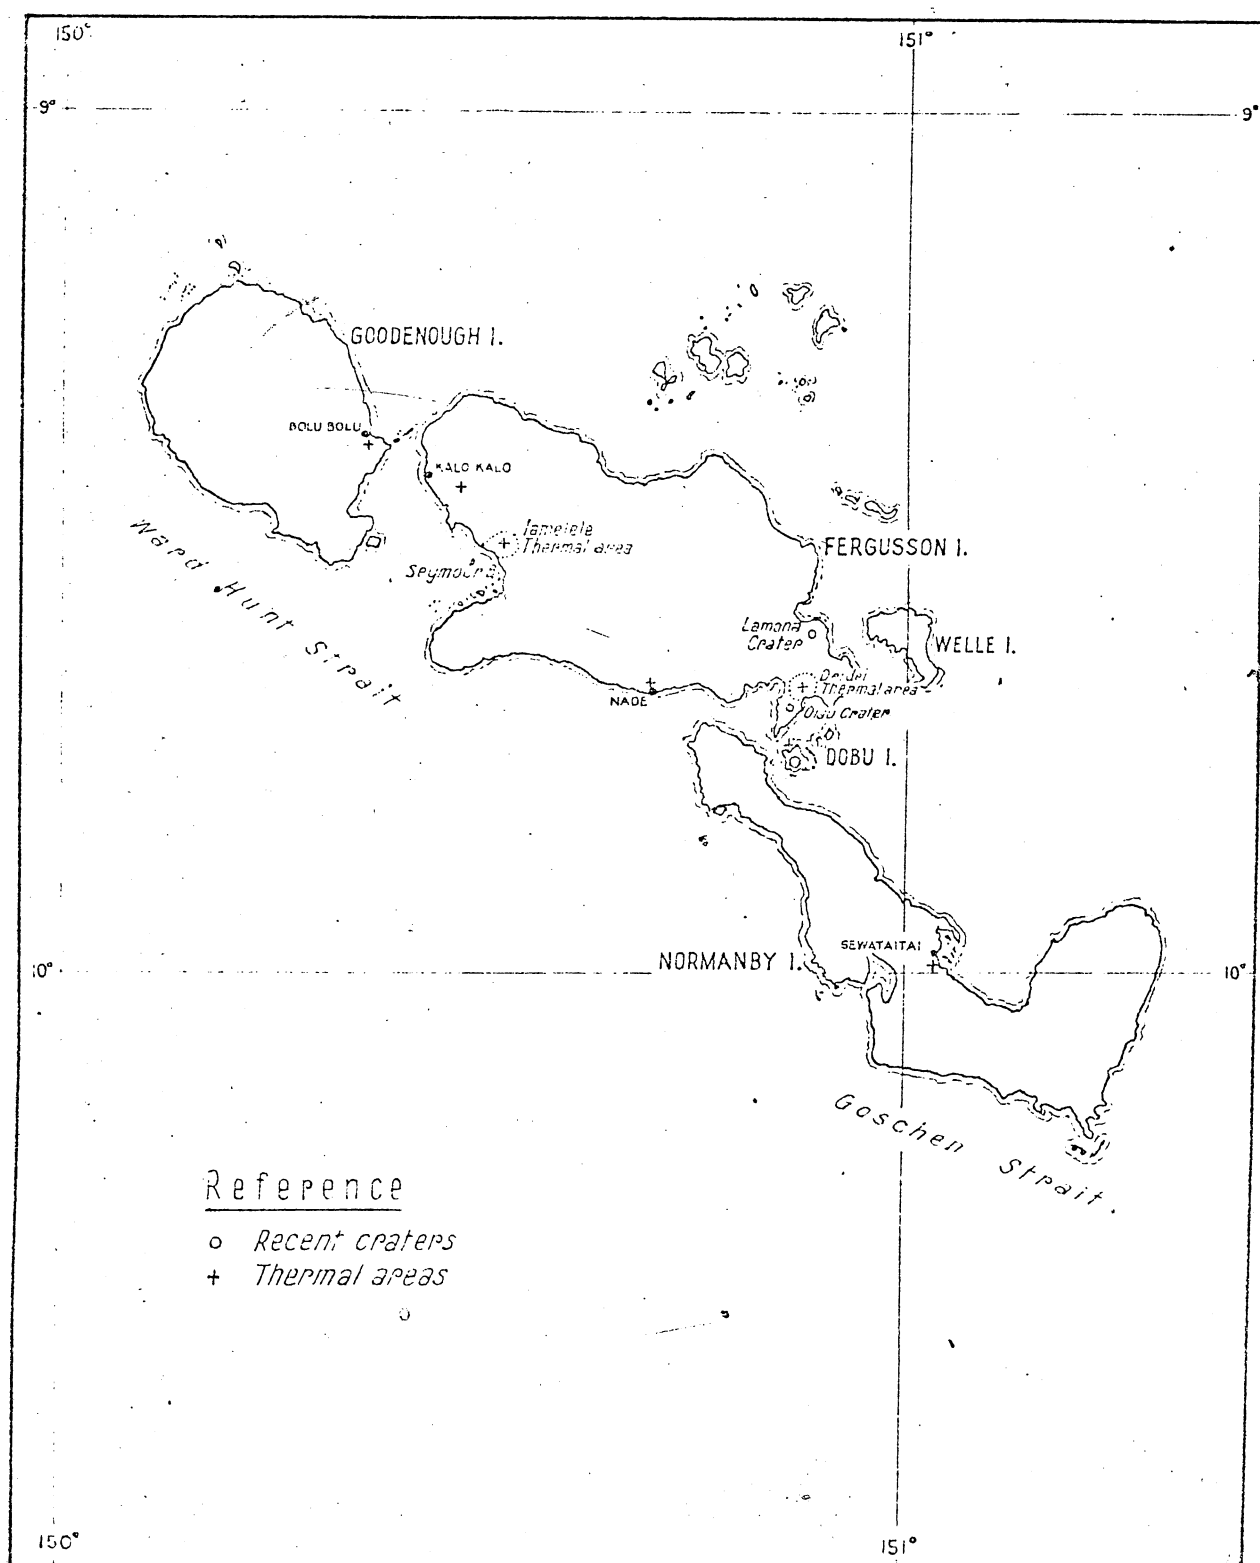 150°
151°
9°
9°
GOODENOUGH I.
BOLU BOLU
KALO KALO
Iamelele
Thermal area
Seymour B
FERGUSSON I.
Ward Hunt Strait
Lamona
Crater
WELLE I.
Deidei
Thermal area
NADE
Oiau Crater
DOBU I.
SEWATAITAI
NORMANBY I.
10°
10°
Goschen Strait.
Reference
o Recent craters
+ Thermal areas
150°
151°